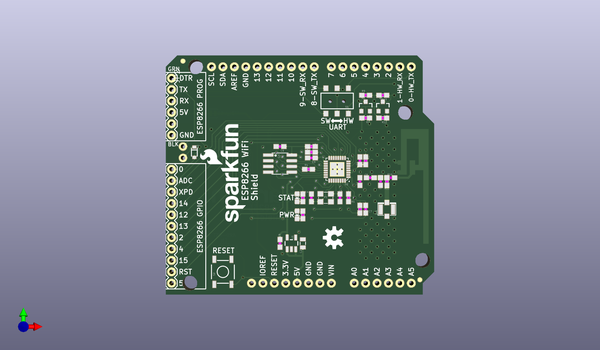 GRN
DTR
TX
RX
5V
GND
BLK
ESP8266 PROG
SCL
SDA
AREF
GND
13
12
11
10
9-SW_RX
8-SW_TX
7
6
5
4
3
2
1-HW_RX
0-HW_TX
SW
HW
UART
sparkfun
ESP8266 WiFi
Shield
0
ADC
XPD
14
12
13
2
4
15
RST
5
ESP8266 GPIO
STAT
PWR
RESET
IOREF
RESET
3.3V
5V
GND
GND
VIN
A0
A1
A2
A3
A4
A5